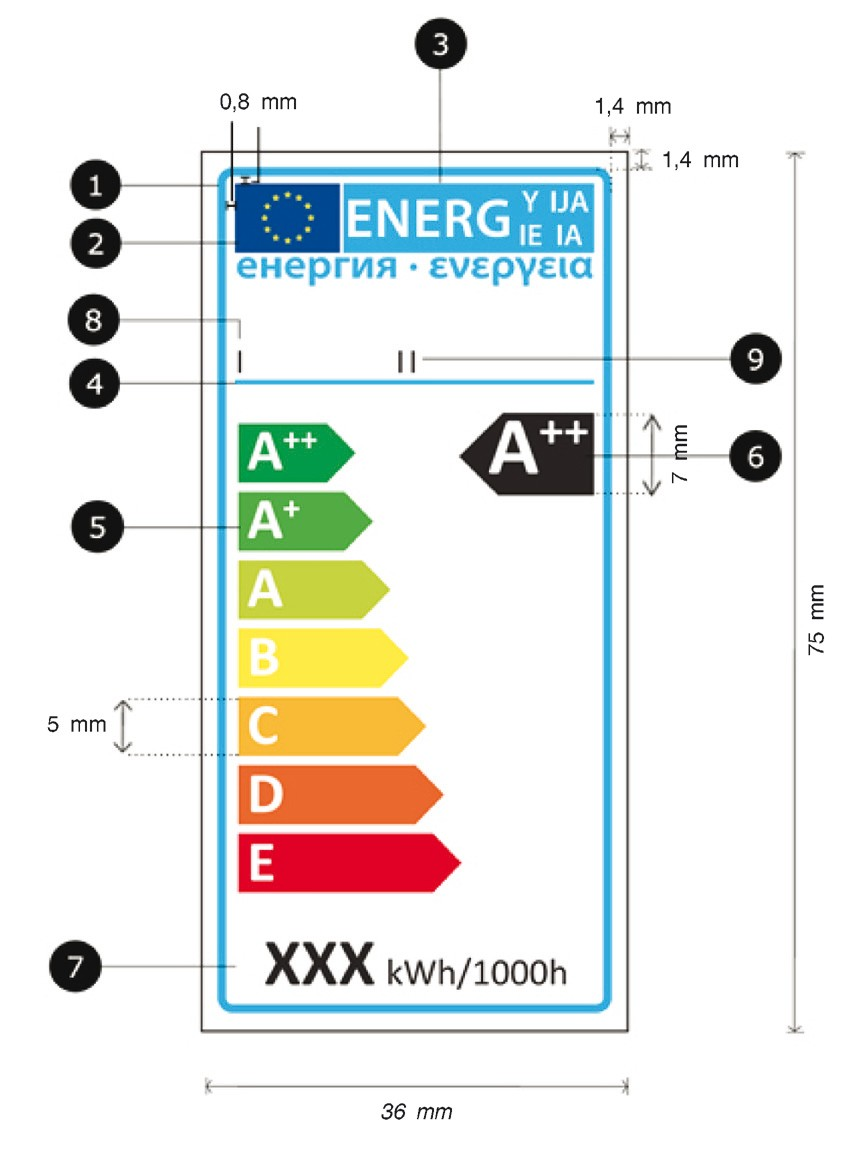 3
0,8 mm
1,4 mm
1,4 mm
1
2
ENERG Y IJA
IE IA
енергия · ενεργεια
8
I
II
9
4
A++
A++
7 mm
6
A+
5
A
B
75 mm
C
5 mm
D
E
7
XXX kWh/1000h
36 mm